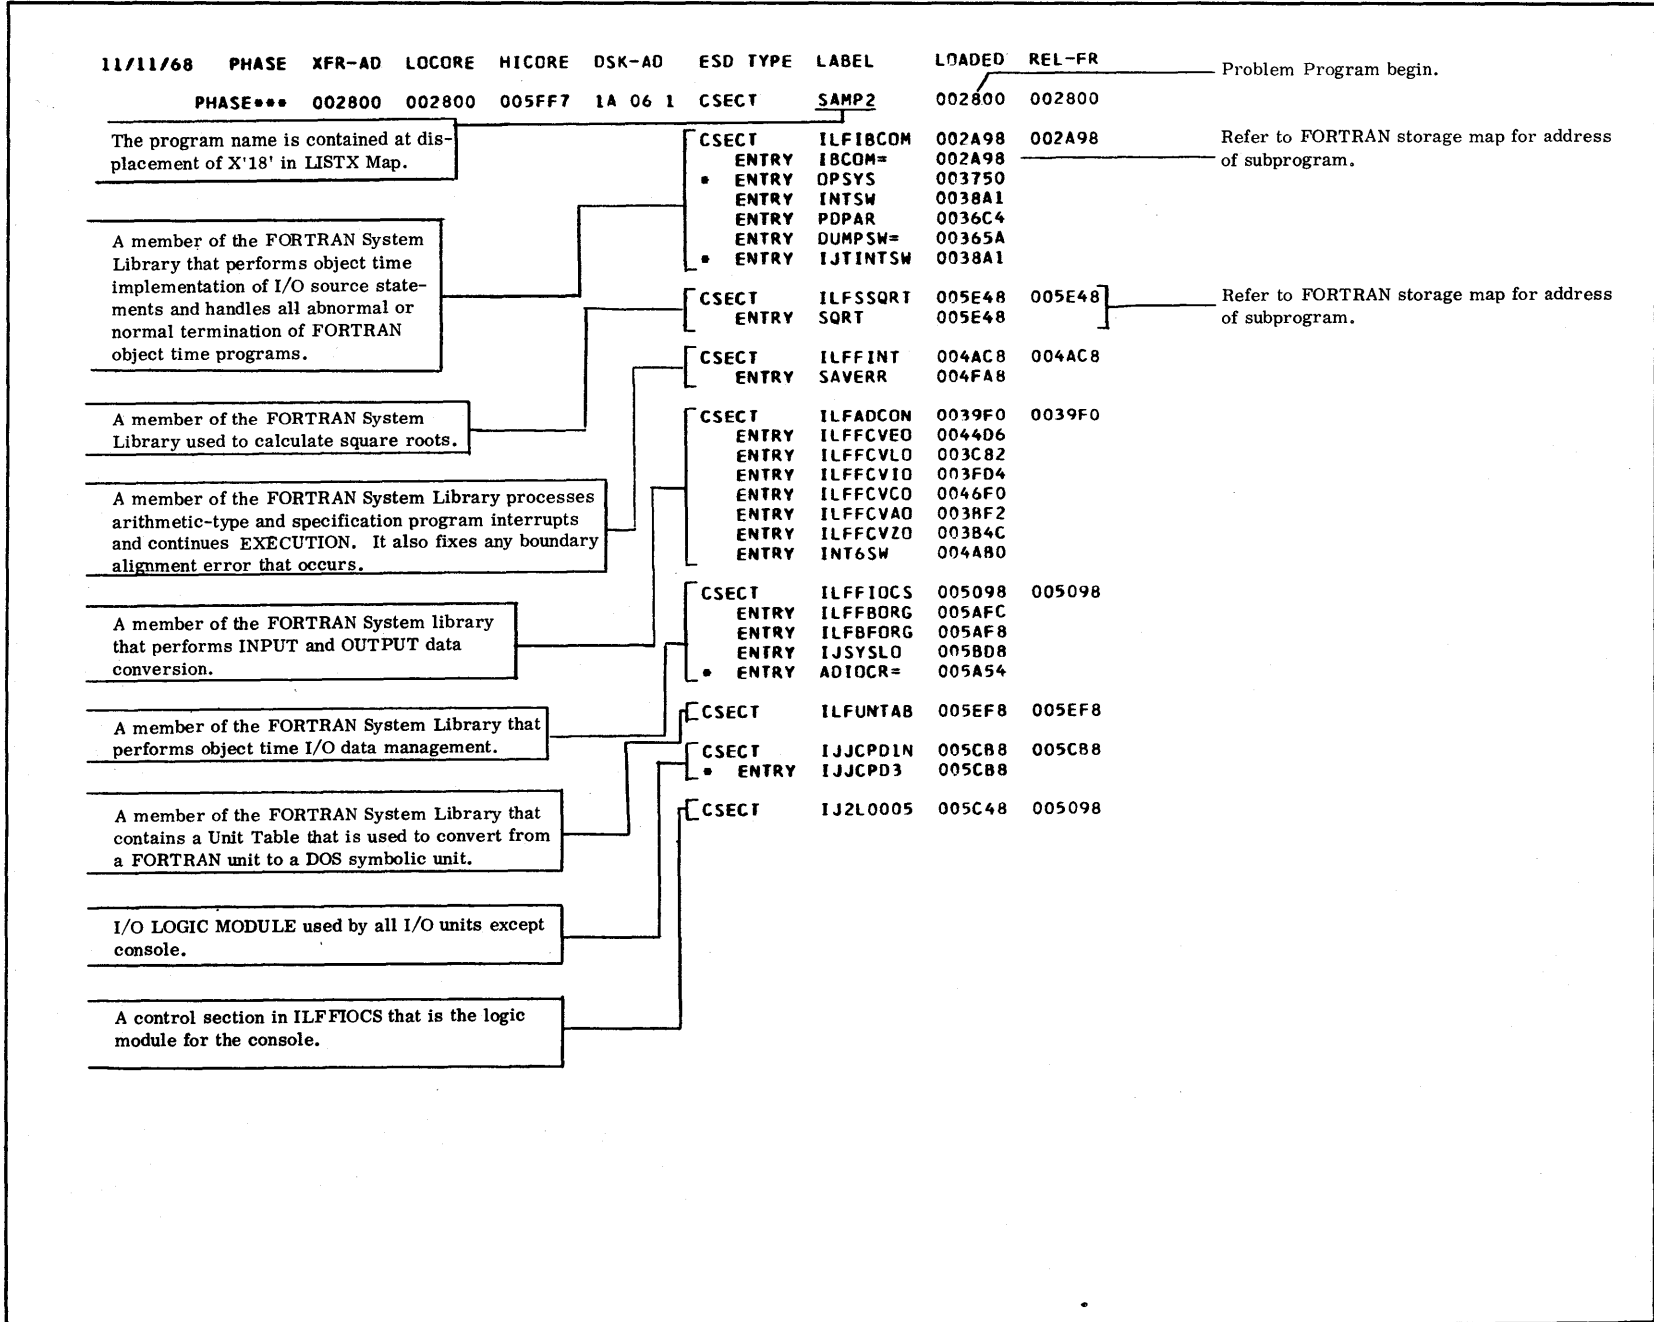 11/11/68 PHASE XFR-AD LOCORE HICORE DSK-AD ESD TYPE LABEL LOADED REL-FR
Problem Program begin.
PHASE*** 002800 002800 005FF7 1A 06 1 CSECT SAMP2 002800 002800
The program name is contained at dis-
placement of X'18' in LISTX Map.
CSECT ILFIBCOM 002A98 002A98
ENTRY IBCOM= 002A98
* ENTRY OPSYS 003750
ENTRY INTSW 0038A1
ENTRY PDPAR 0036C4
ENTRY DUMPSW= 00365A
* ENTRY IJTINTSW 0038A1
Refer to FORTRAN storage map for address
of subprogram.
A member of the FORTRAN System
Library that performs object time
implementation of I/O source state-
ments and handles all abnormal or
normal termination of FORTRAN
object time programs.
CSECT ILFSSQRT 005E48 005E48
ENTRY SQRT 005E48
Refer to FORTRAN storage map for address
of subprogram.
CSECT ILFFINT 004AC8 004AC8
ENTRY SAVERR 004FA8
A member of the FORTRAN System
Library used to calculate square roots.
CSECT ILFADCON 0039F0 0039F0
ENTRY ILFFCVEO 0044D6
ENTRY ILFFCVLO 003C82
ENTRY ILFFCVIO 003FD4
ENTRY ILFFCVCO 0046F0
ENTRY ILFFCVAO 003BF2
ENTRY ILFFCVZO 003B4C
ENTRY INT6SW 004AB0
A member of the FORTRAN System Library processes
arithmetic-type and specification program interrupts
and continues EXECUTION. It also fixes any boundary
alignment error that occurs.
CSECT ILFFIOCS 005098 005098
ENTRY ILFFBORG 005AFC
ENTRY ILFBFORG 005AF8
ENTRY IJSYSLO 005BD8
* ENTRY ADIOCR= 005A54
A member of the FORTRAN System library
that performs INPUT and OUTPUT data
conversion.
CSECT ILFUNTAB 005EF8 005EF8
A member of the FORTRAN System Library that
performs object time I/O data management.
CSECT IJJCPD1N 005CB8 005CB8
* ENTRY IJJCPD3 005CB8
CSECT IJ2L0005 005C48 005098
A member of the FORTRAN System Library that
contains a Unit Table that is used to convert from
a FORTRAN unit to a DOS symbolic unit.
I/O LOGIC MODULE used by all I/O units except
console.
A control section in ILFFIOCS that is the logic
module for the console.